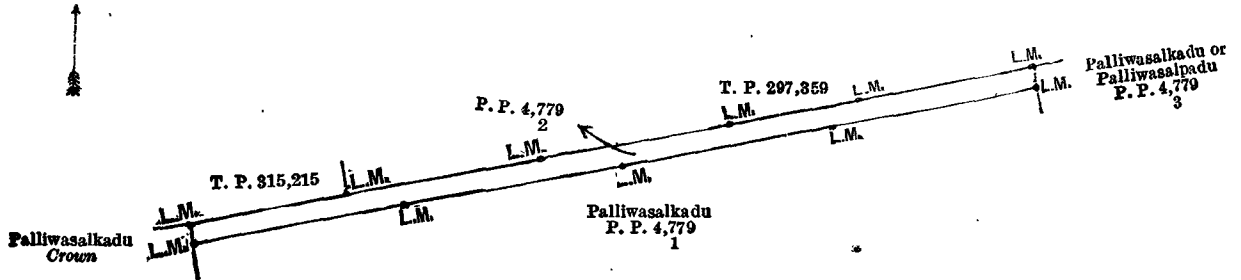 L.M.
Palliwasalkadu or
Palliwasalpadu
P. P. 4,779
3
L.M.
T. P. 297,359
L.M.
P. P. 4,779
2
L.M.
L.M.
L.M.
T. P. 315,215
L.M.
L.M.
L.M.
L.M.
Palliwasalkadu
P. P. 4,779
1
Palliwasalkadu
Crown
L.M.